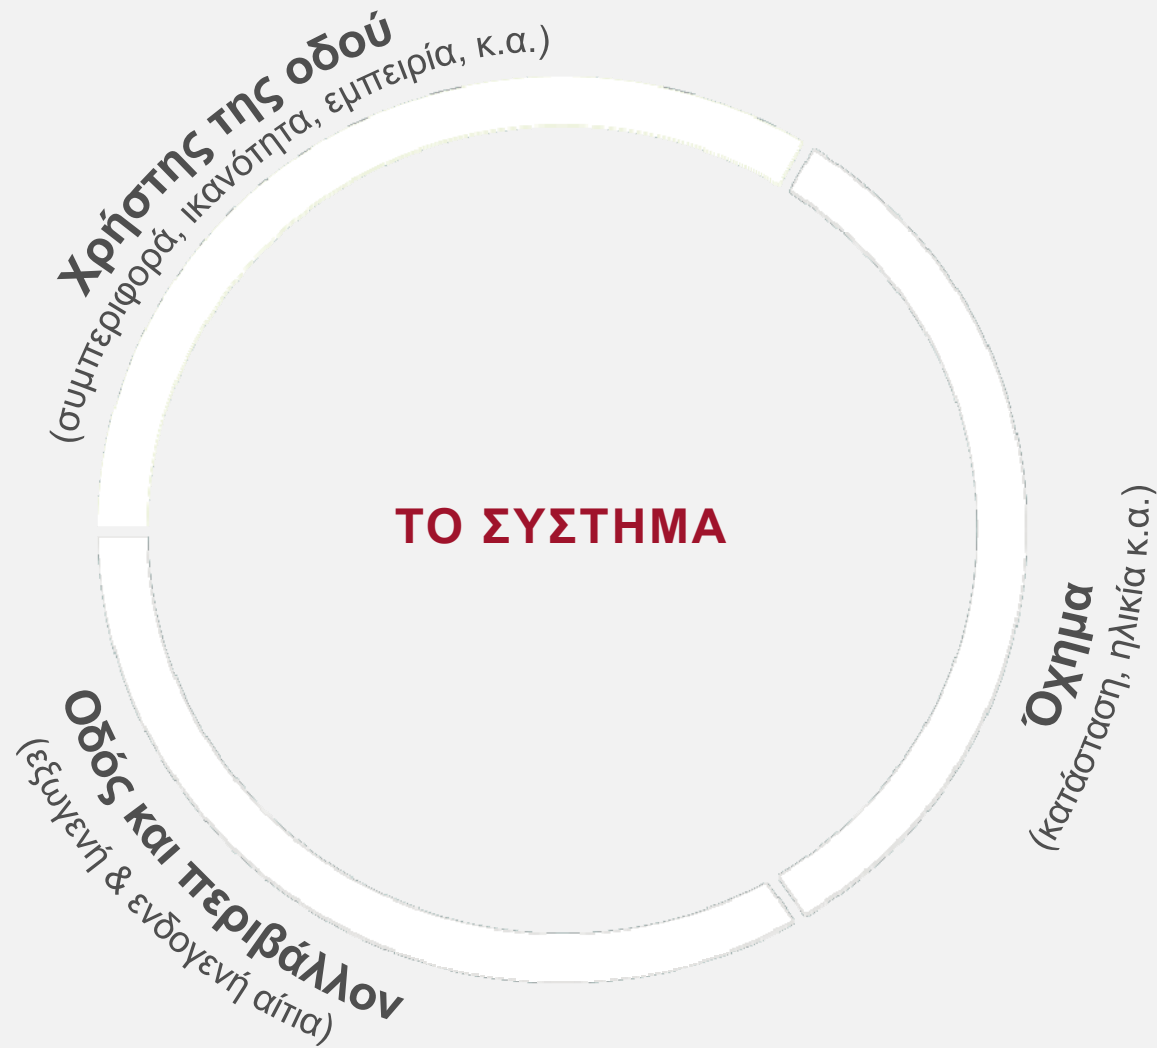 Χρήστης της οδού
(συμπεριφορά, ικανότητα, εμπειρία, κ.α.)
ΤΟ ΣΥΣΤΗΜΑ
Όχημα
(κατάσταση, ηλικία κ.α.)
Οδός και περιβάλλον
(εξωγενή & ενδογενή αίτια)